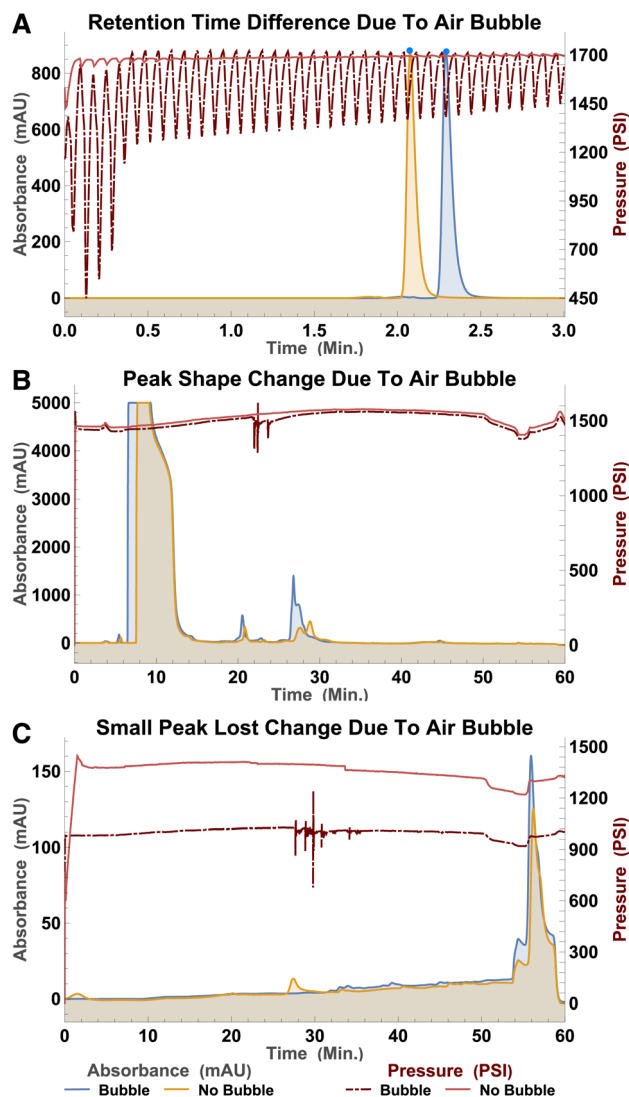 A Retention Time Difference Due To Air Bubble
Absorbance (mAU)
800
600
400
200
0
1700
1450
1200
950
700
450
Pressure (PSI)
0.0 0.5 1.0 1.5 2.0 2.5 3.0
Time (Min.)
B Peak Shape Change Due To Air Bubble
Absorbance (mAU)
5000
4000
3000
2000
1000
0
1500
1000
500
0
Pressure (PSI)
0 10 20 30 40 50 60
Time (Min.)
C Small Peak Lost Change Due To Air Bubble
Absorbance (mAU)
150
100
50
0
1500
1200
900
600
300
0
Pressure (PSI)
0 10 20 30 40 50 60
Time (Min.)
Absorbance (mAU) Pressure (PSI)
Bubble No Bubble Bubble No Bubble